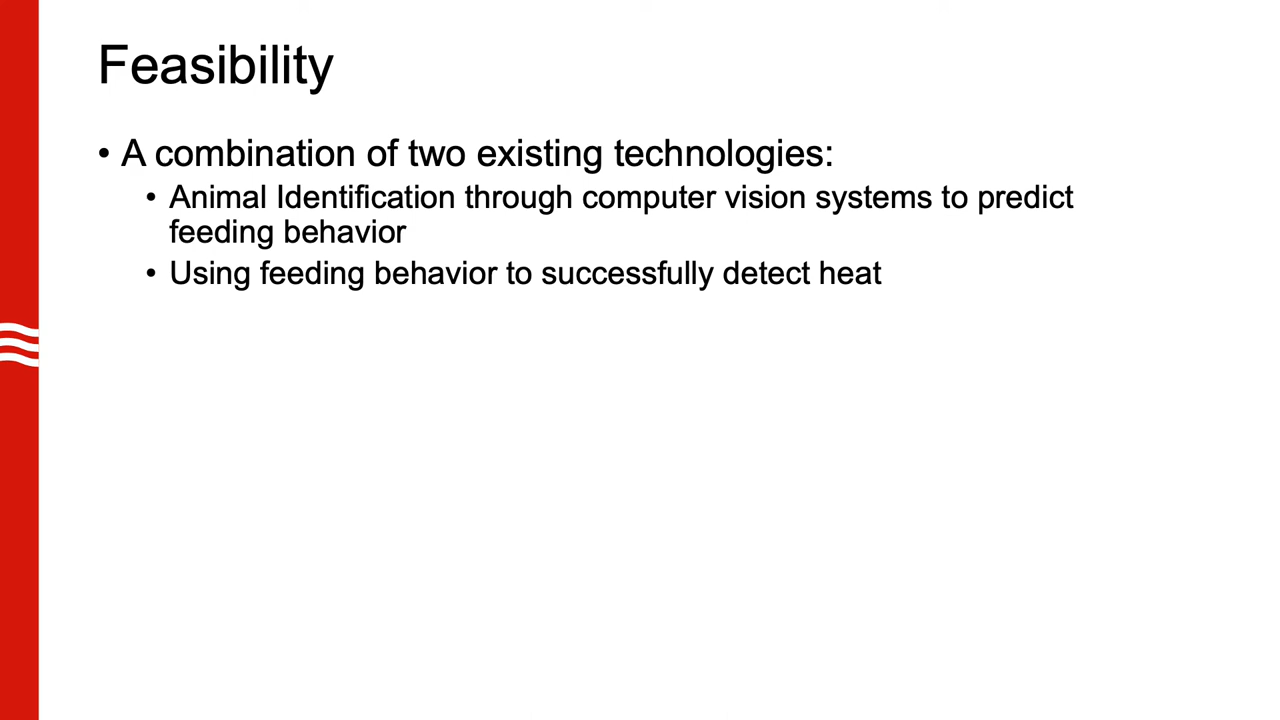 Feasibility
• A combination of two existing technologies:
• Animal Identification through computer vision systems to predict
feeding behavior
• Using feeding behavior to successfully detect heat